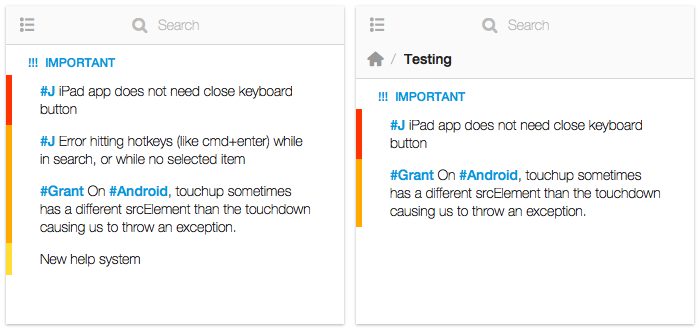 Search
!!! IMPORTANT
#J iPad app does not need close keyboard
button
#J Error hitting hotkeys (like cmd+enter) while
in search, or while no selected item
#Grant On #Android, touchup sometimes
has a different srcElement than the touchdown
causing us to throw an exception.
New help system
Search
/ Testing
!!! IMPORTANT
#J iPad app does not need close keyboard
button
#Grant On #Android, touchup sometimes
has a different srcElement than the touchdown
causing us to throw an exception.